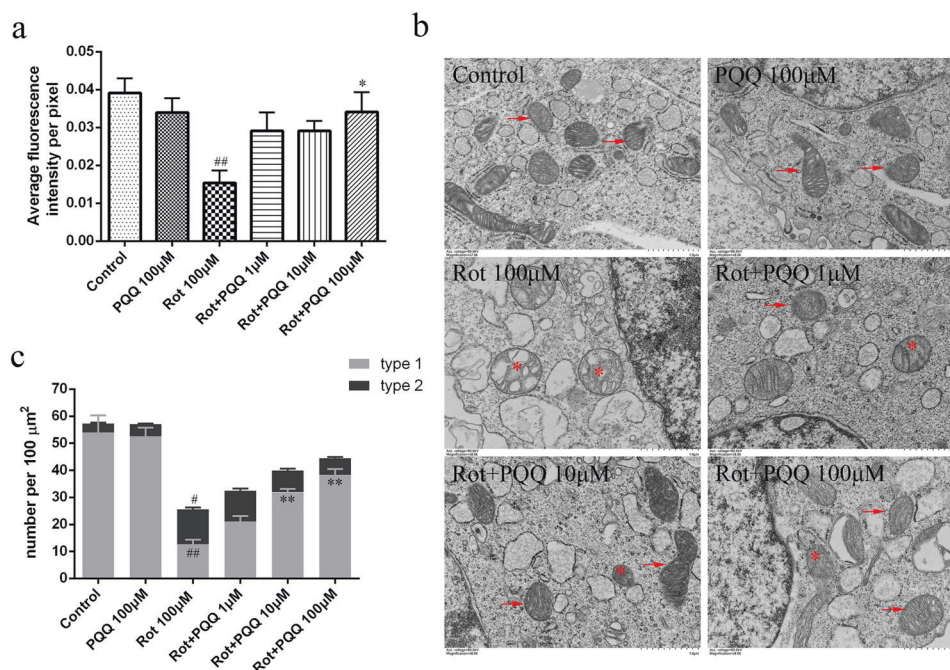 a
Average fluorescence
intensity per pixel
0.05
0.04
0.03
0.02
0.01
0.00
##
*
Control
PQQ 100μM
Rot 100μM
Rot+PQQ 1μM
Rot+PQQ 10μM
Rot+PQQ 100μM
b
Control
PQQ 100μM
Rot 100μM
*
*
Rot+PQQ 1μM
*
Rot+PQQ 10μM
*
Rot+PQQ 100μM
*
c
type 1
type 2
number per 100 μm²
70
60
50
40
30
20
10
0
#
##
**
**
Control
PQQ 100μM
Rot 100μM
Rot+PQQ 1μM
Rot+PQQ 10μM
Rot+PQQ 100μM